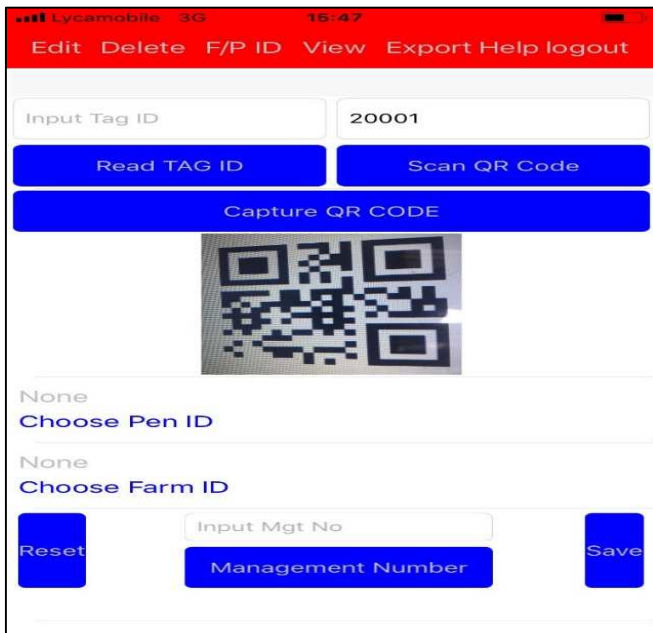 Lycamobile 3G 15:47
Edit Delete F/P ID View Export Help logout
Input Tag ID 20001
Read TAG ID Scan QR Code
Capture QR CODE
None
Choose Pen ID
None
Choose Farm ID
Input Mgt No
Reset Management Number Save